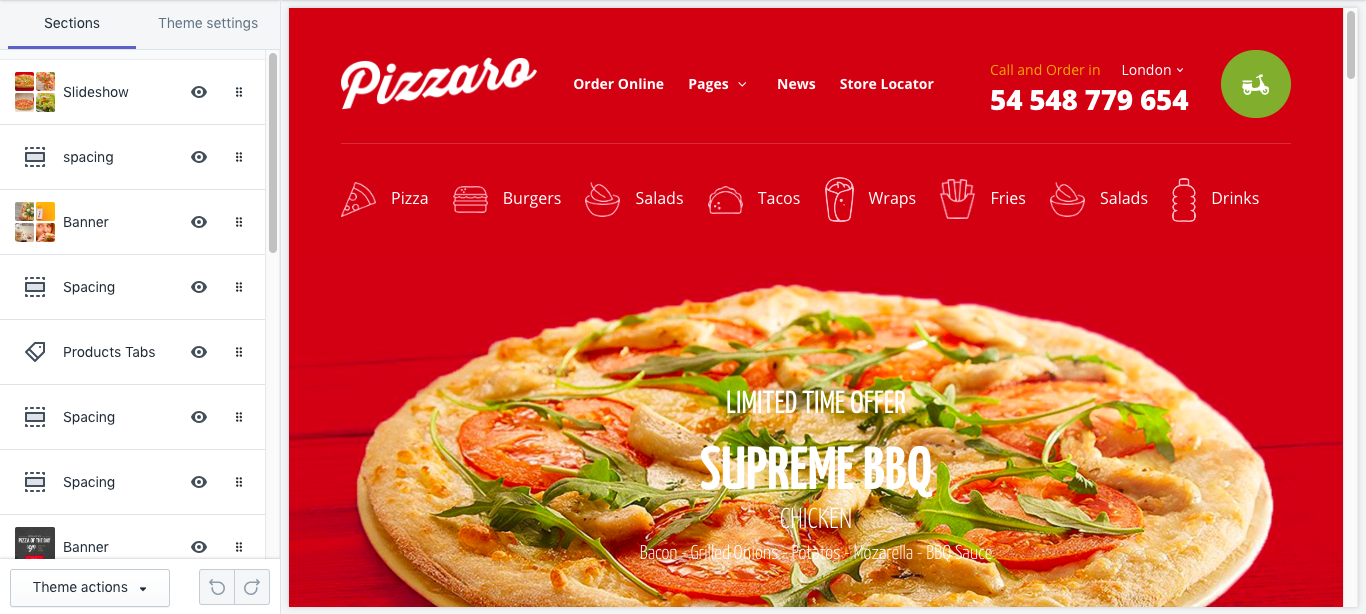 Sections
Theme settings
Slideshow
spacing
Banner
Spacing
Products Tabs
Spacing
Spacing
Banner
Theme actions
Pizzaro
Order Online
Pages
News
Store Locator
Call and Order in
London
54 548 779 654
Pizza
Burgers
Salads
Tacos
Wraps
Fries
Salads
Drinks
LIMITED TIME OFFER
SUPREME BBQ
CHICKEN
Bacon - Grilled Onions - Potatos - Mozarella - BBQ Sauce